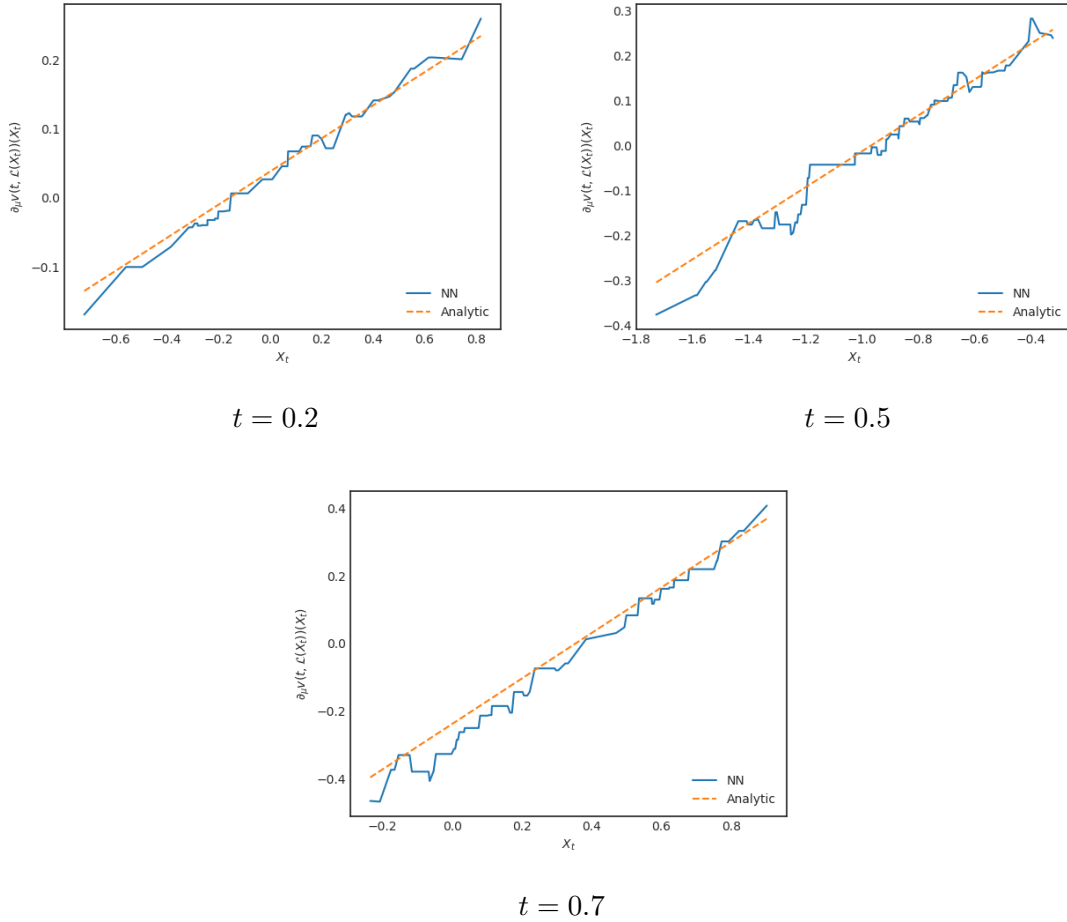 ∂μv(t, ℒ(Xt))(Xt)
0.2
0.1
0.0
−0.1
−0.6 −0.4 −0.2 0.0 0.2 0.4 0.6 0.8
Xt
NN
Analytic
t = 0.2
∂μv(t, ℒ(Xt))(Xt)
0.3
0.2
0.1
0.0
−0.1
−0.2
−0.3
−0.4
−1.8 −1.6 −1.4 −1.2 −1.0 −0.8 −0.6 −0.4
Xt
NN
Analytic
t = 0.5
∂μv(t, ℒ(Xt))(Xt)
0.4
0.2
0.0
−0.2
−0.4
−0.2 0.0 0.2 0.4 0.6 0.8
Xt
NN
Analytic
t = 0.7